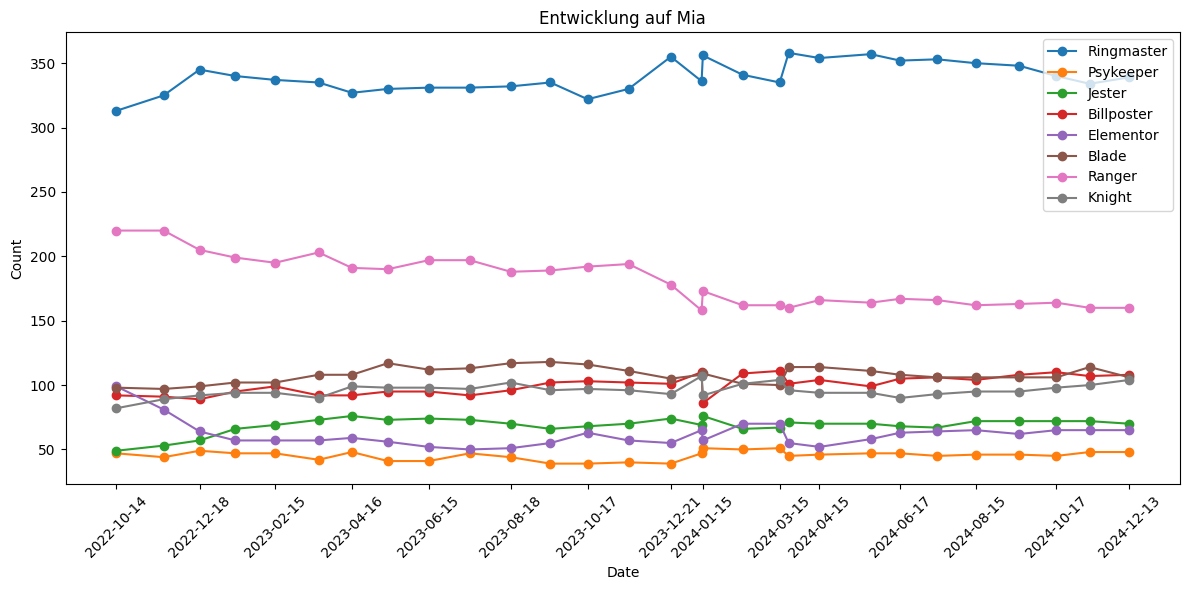 Entwicklung auf Mia
Count
350
300
250
200
150
100
50
Ringmaster
Psykeeper
Jester
Billposter
Elementor
Blade
Ranger
Knight
2022-10-14
2022-12-18
2023-02-15
2023-04-16
2023-06-15
2023-08-18
2023-10-17
2023-12-21
2024-01-15
2024-03-15
2024-04-15
2024-06-17
2024-08-15
2024-10-17
2024-12-13
Date